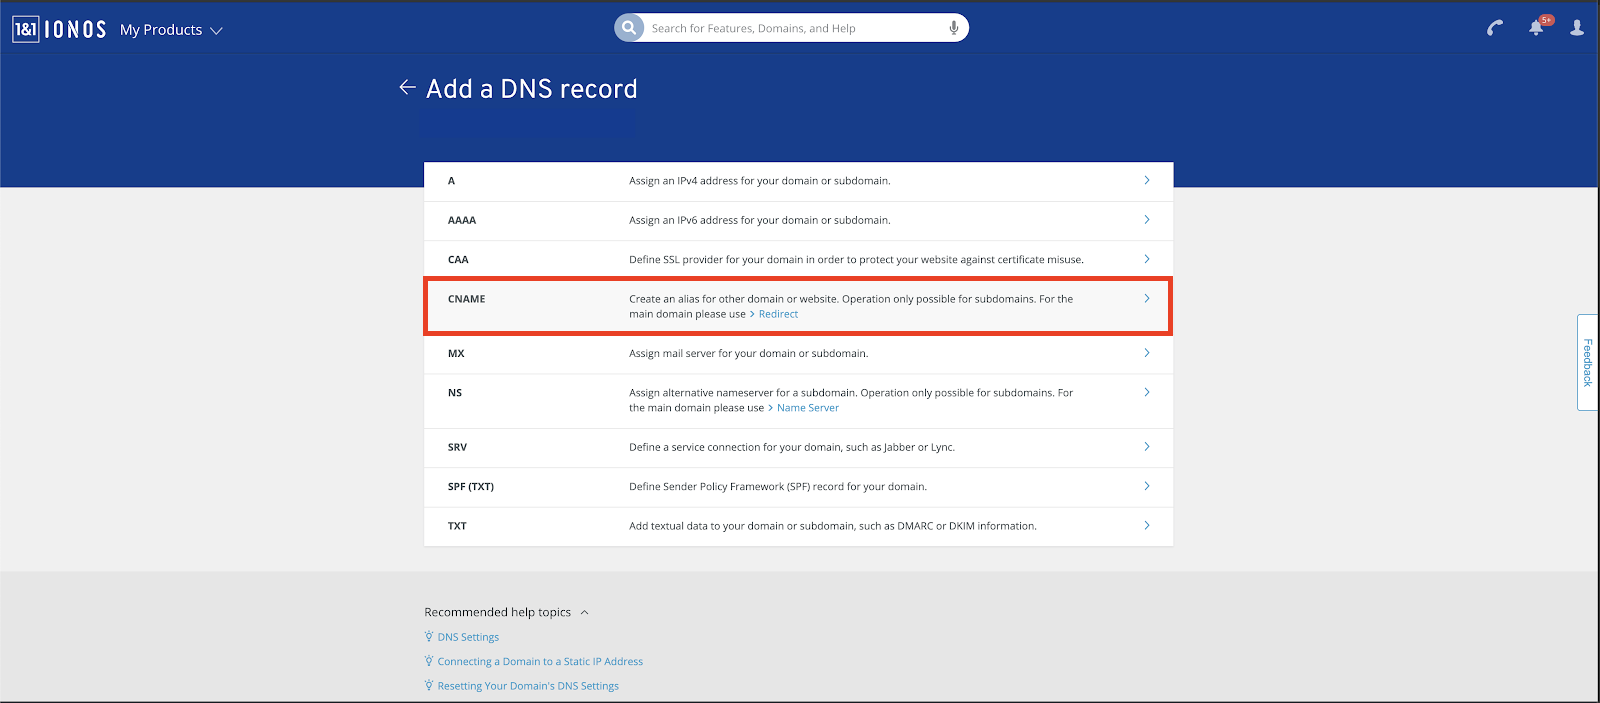 1&1 IONOS My Products Search for Features, Domains, and Help 5+
Add a DNS record
A Assign an IPv4 address for your domain or subdomain.
AAAA Assign an IPv6 address for your domain or subdomain.
CAA Define SSL provider for your domain in order to protect your website against certificate misuse.
CNAME Create an alias for other domain or website. Operation only possible for subdomains. For the
main domain please use > Redirect
MX Assign mail server for your domain or subdomain.
NS Assign alternative nameserver for a subdomain. Operation only possible for subdomains. For
the main domain please use > Name Server
SRV Define a service connection for your domain, such as Jabber or Lync.
SPF (TXT) Define Sender Policy Framework (SPF) record for your domain.
TXT Add textual data to your domain or subdomain, such as DMARC or DKIM information.
Feedback
Recommended help topics
DNS Settings
Connecting a Domain to a Static IP Address
Resetting Your Domain's DNS Settings